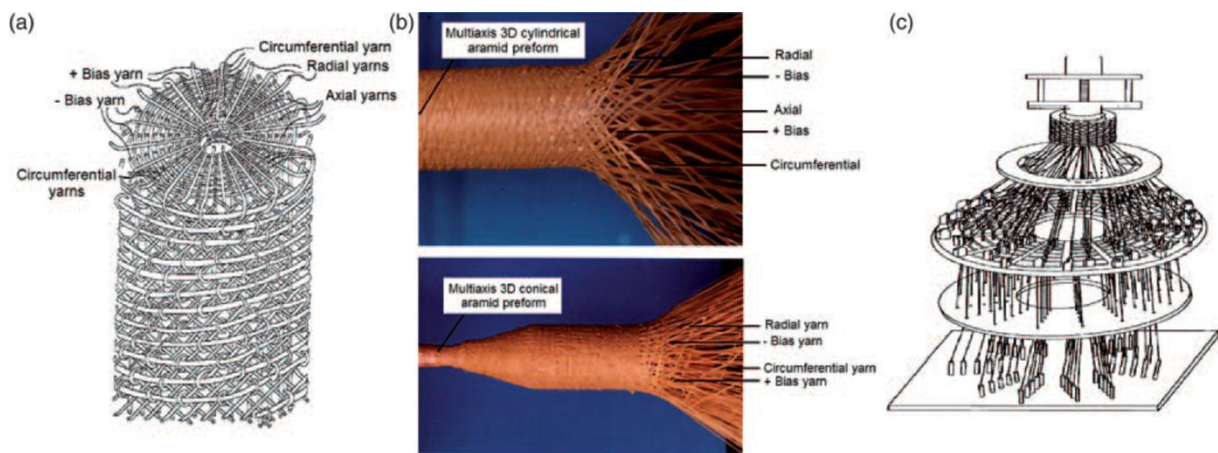 (a)
Circumferential yarn
Radial yarns
+ Bias yarn
- Bias yarn
Axial yarns
Circumferential
yarns
(b)
Multiaxis 3D cylindrical
aramid preform
Radial
- Bias
Axial
+ Bias
Circumferential
Multiaxis 3D conical
aramid preform
Radial yarn
- Bias yarn
Circumferential yarn
+ Bias yarn
(c)